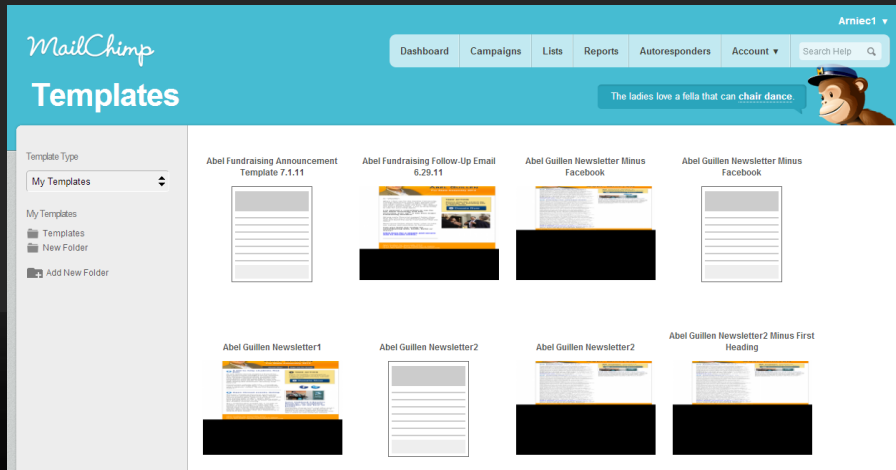 Arniec1 ▼
MailChimp
Dashboard Campaigns Lists Reports Autoresponders Account ▼ Search Help
Templates
The ladies love a fella that can chair dance.
Template Type
My Templates
My Templates
Templates
New Folder
Add New Folder
Abel Fundraising Announcement
Template 7.1.11
Abel Fundraising Follow-Up Email
6.29.11
Abel Guillen Newsletter Minus
Facebook
Abel Guillen Newsletter Minus
Facebook
Abel Guillen Newsletter1
Abel Guillen Newsletter2
Abel Guillen Newsletter2
Abel Guillen Newsletter2 Minus First
Heading